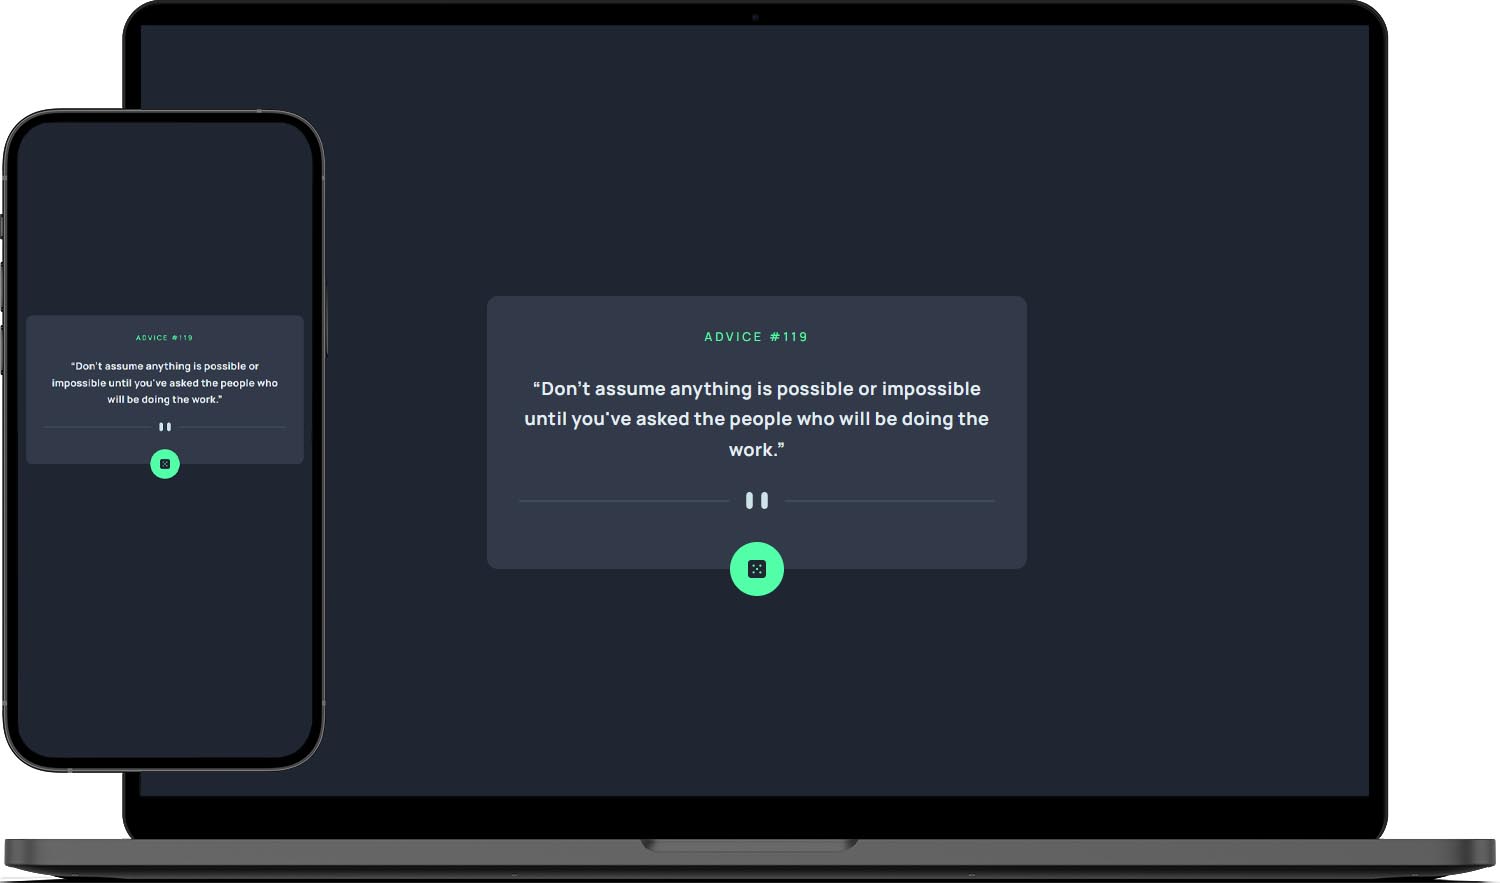 ADVICE #119
“Don't assume anything is possible or
impossible until you've asked the people who
will be doing the work.”
ADVICE #119
“Don't assume anything is possible or impossible
until you've asked the people who will be doing the
work.”